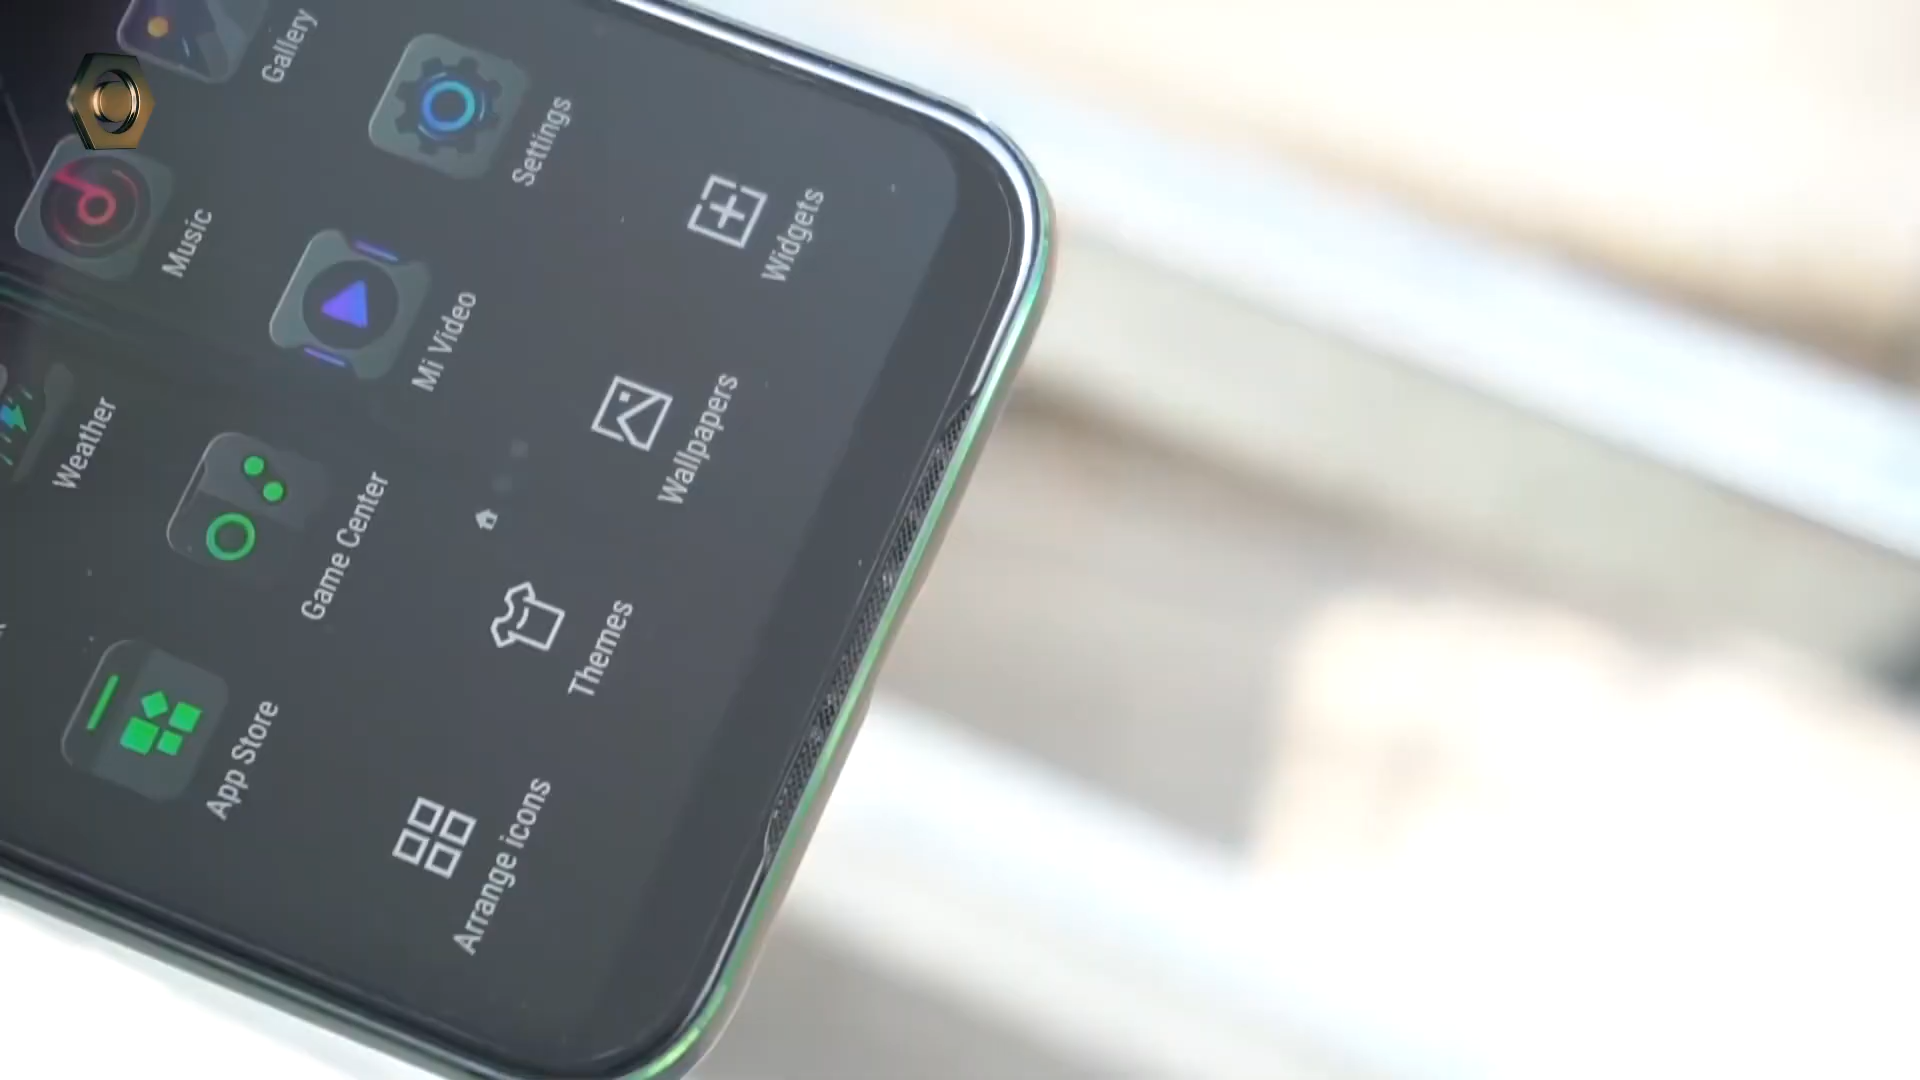 Gallery
Settings
Music
Mi Video
Weather
Game Center
App Store
Widgets
Wallpapers
Themes
Arrange icons